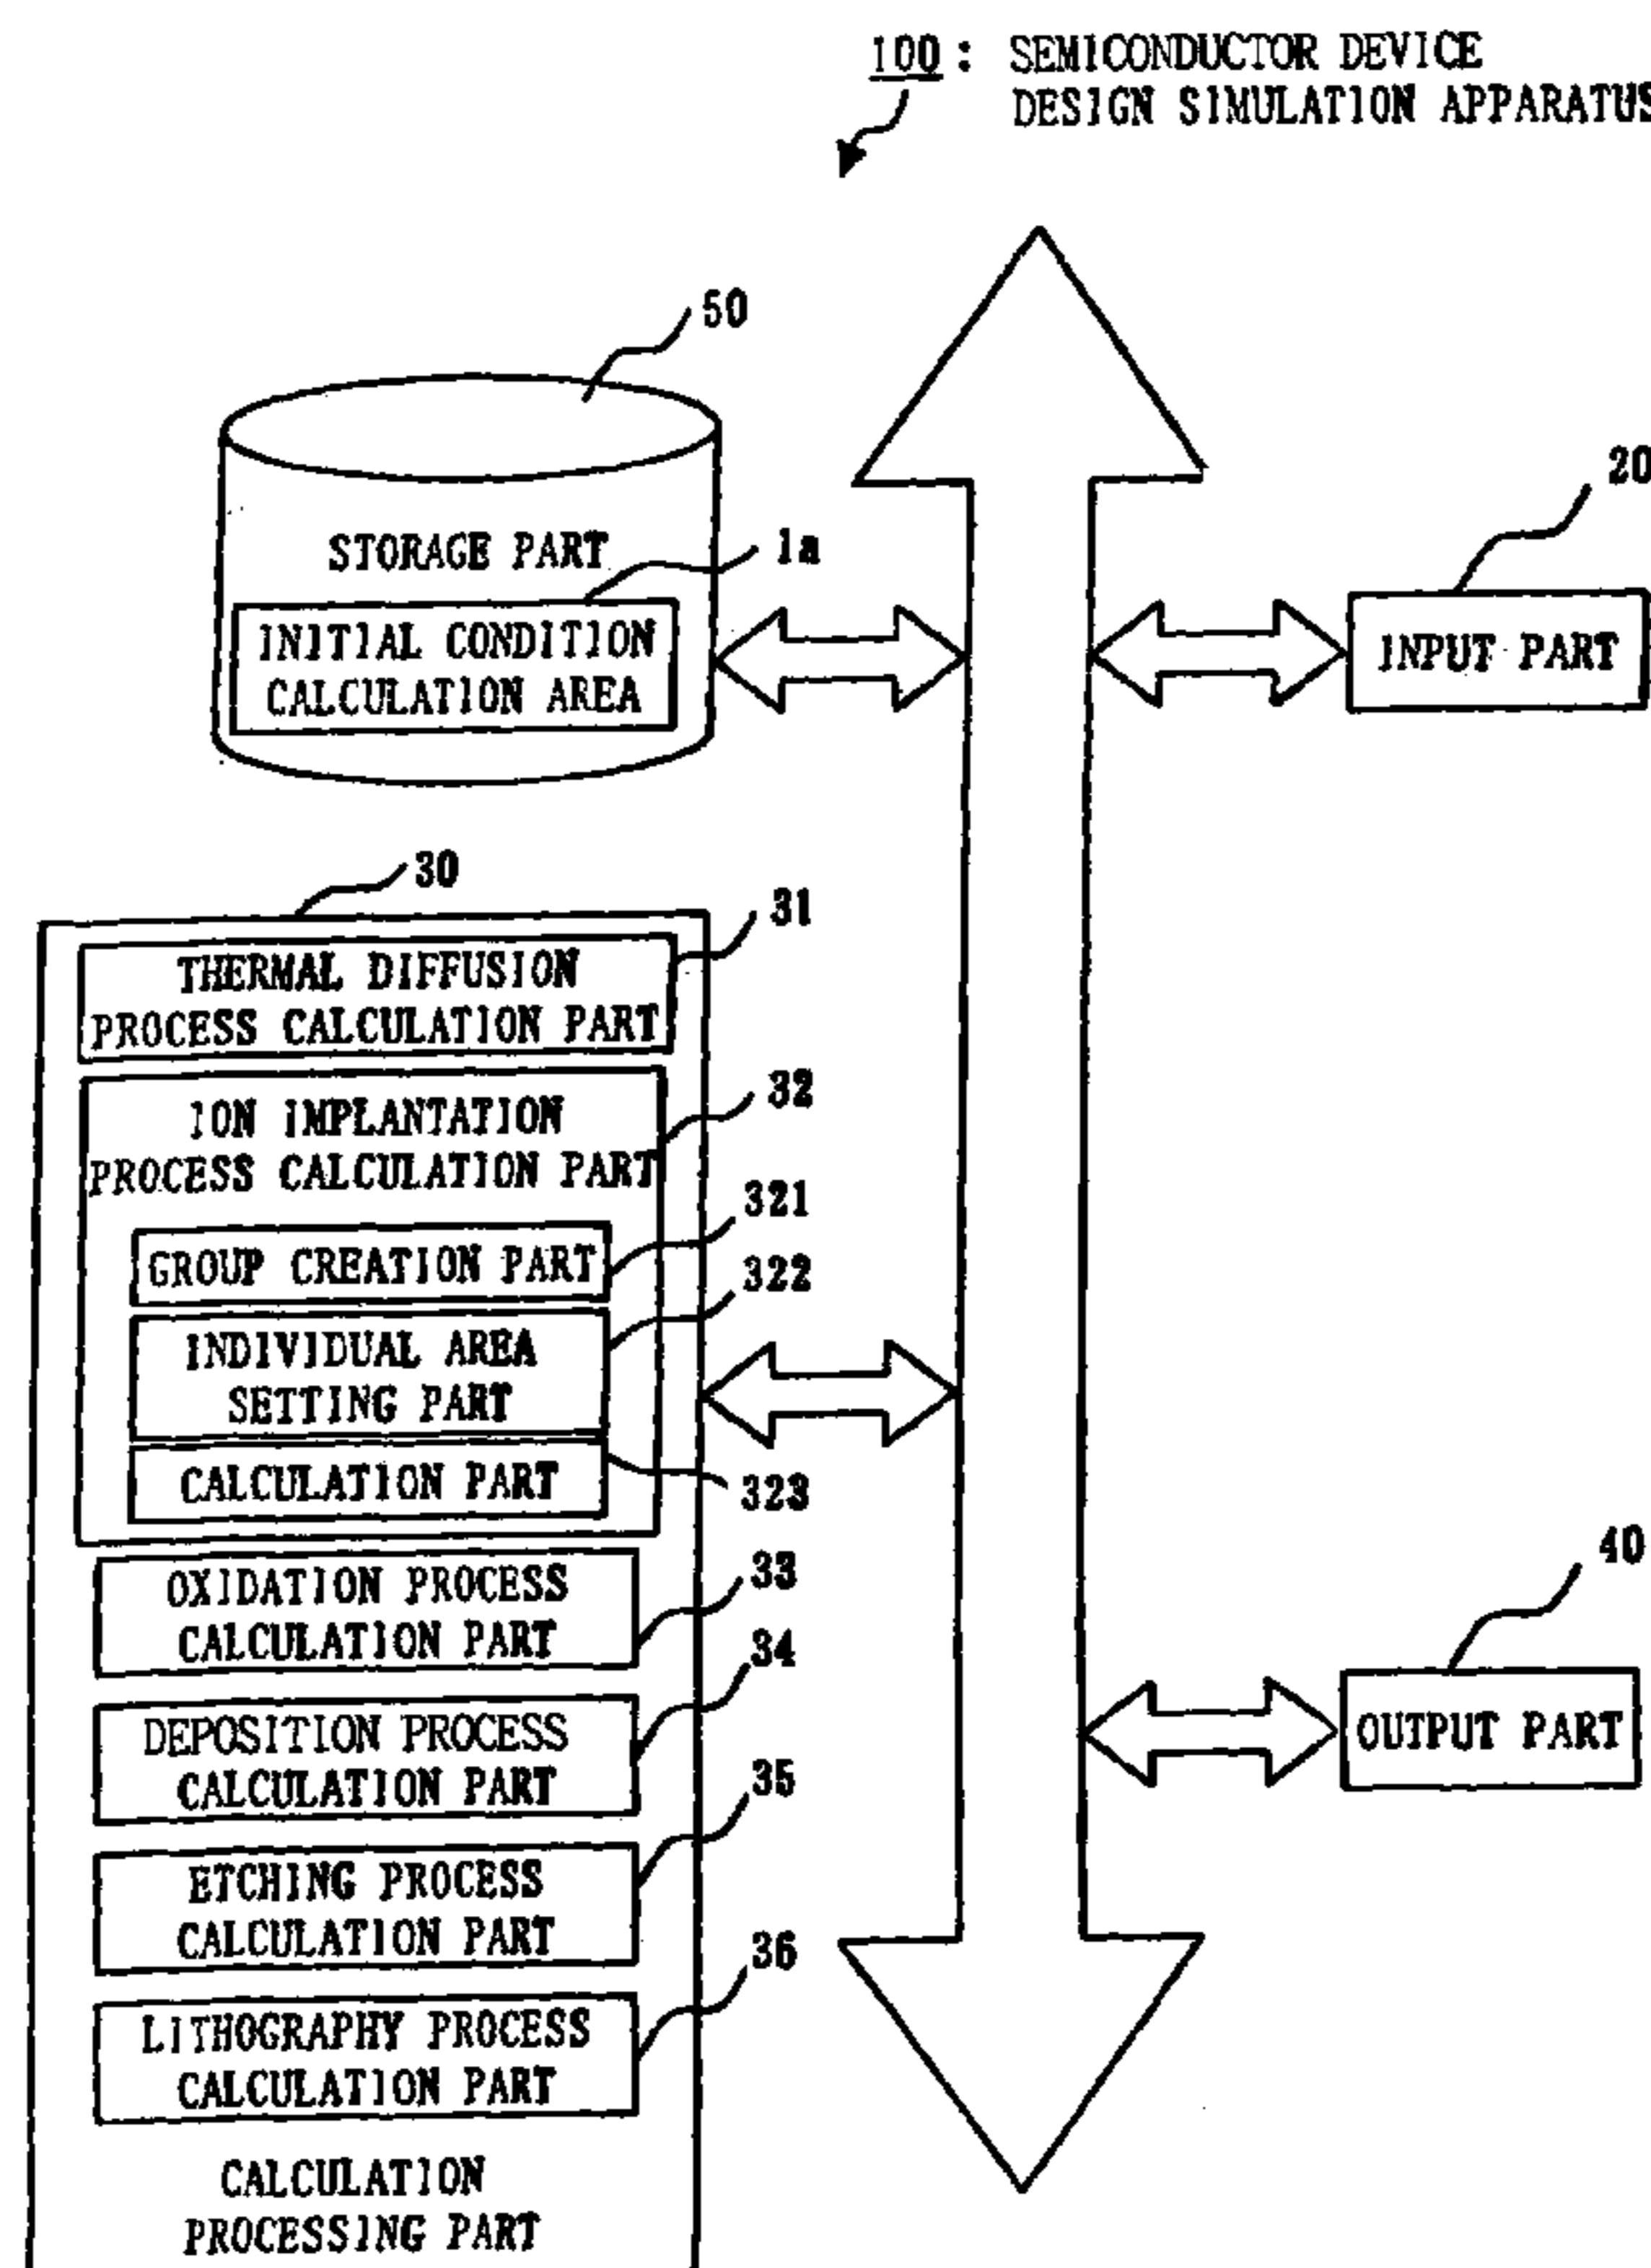 100 : SEMICONDUCTOR DEVICE
DESIGN SIMULATION APPARATUS
50
STORAGE PART
1a
INITIAL CONDITION
CALCULATION AREA
20
INPUT PART
30
31
THERMAL DIFFUSION
PROCESS CALCULATION PART
32
ION IMPLANTATION
PROCESS CALCULATION PART
321
GROUP CREATION PART
322
INDIVIDUAL AREA
SETTING PART
CALCULATION PART
323
33
OXIDATION PROCESS
CALCULATION PART
34
DEPOSITION PROCESS
CALCULATION PART
35
ETCHING PROCESS
CALCULATION PART
36
LITHOGRAPHY PROCESS
CALCULATION PART
CALCULATION
PROCESSING PART
40
OUTPUT PART